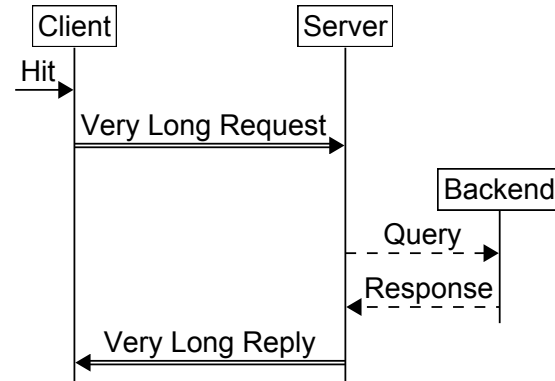 Client
Server
Hit
Very Long Request
Backend
Query
Response
Very Long Reply